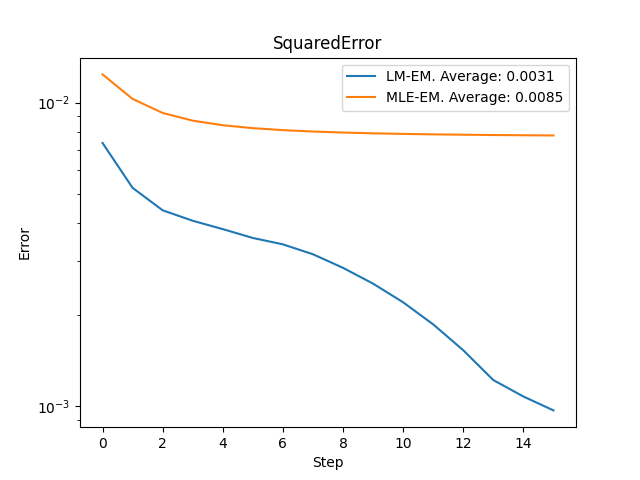 SquaredError
LM-EM. Average: 0.0031
MLE-EM. Average: 0.0085
10⁻²
10⁻³
Error
0 2 4 6 8 10 12 14
Step